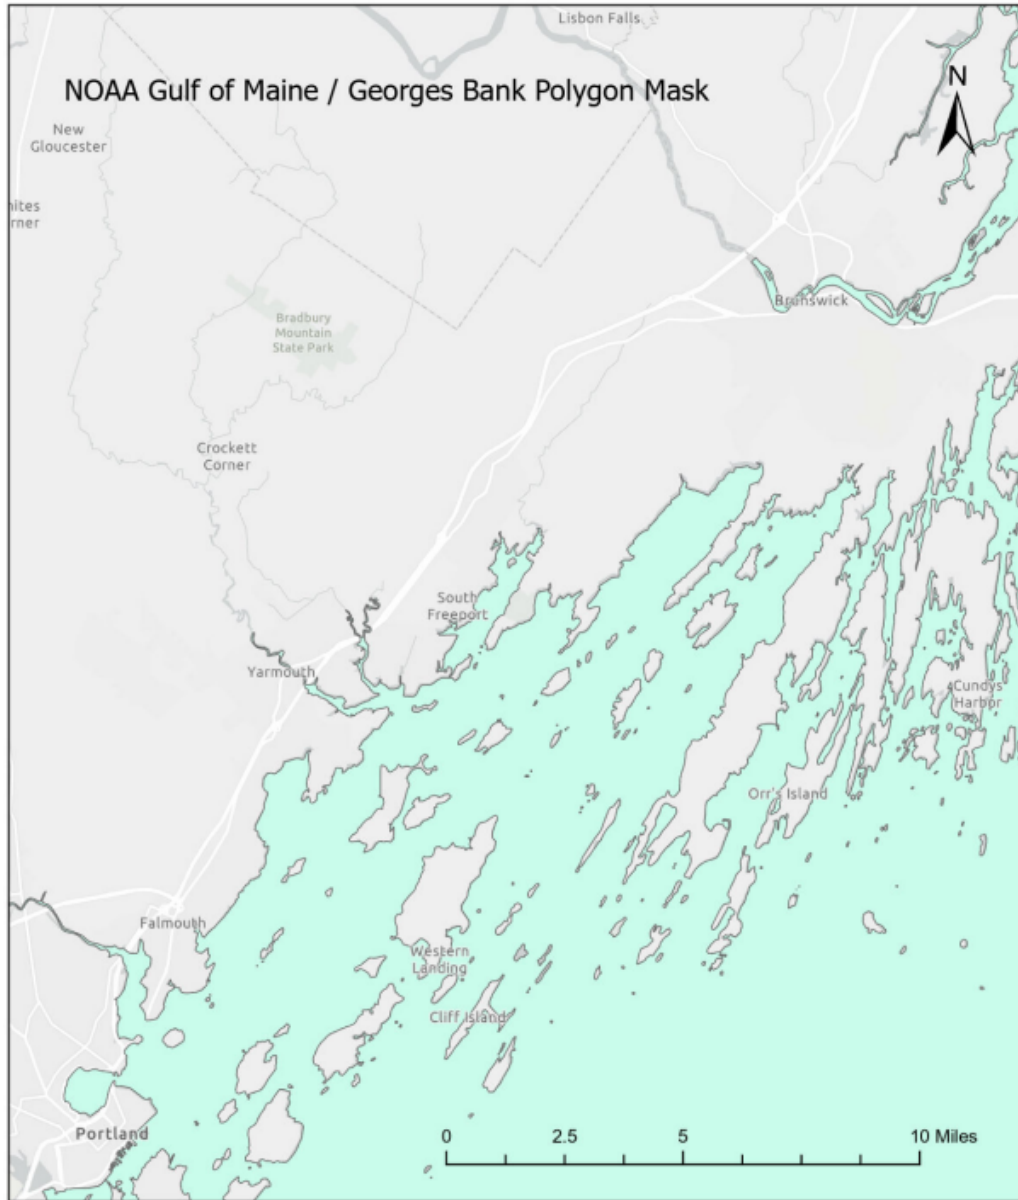 Lisbon Falls
NOAA Gulf of Maine / Georges Bank Polygon Mask
N
New
Gloucester
hites
rner
Brunswick
Bradbury
Mountain
State Park
Crockett
Corner
South
Freeport
Yarmouth
Cundys
Harbor
Orr's Island
Falmouth
Western
Landing
Cliff Island
Portland
0 2.5 5 10 Miles